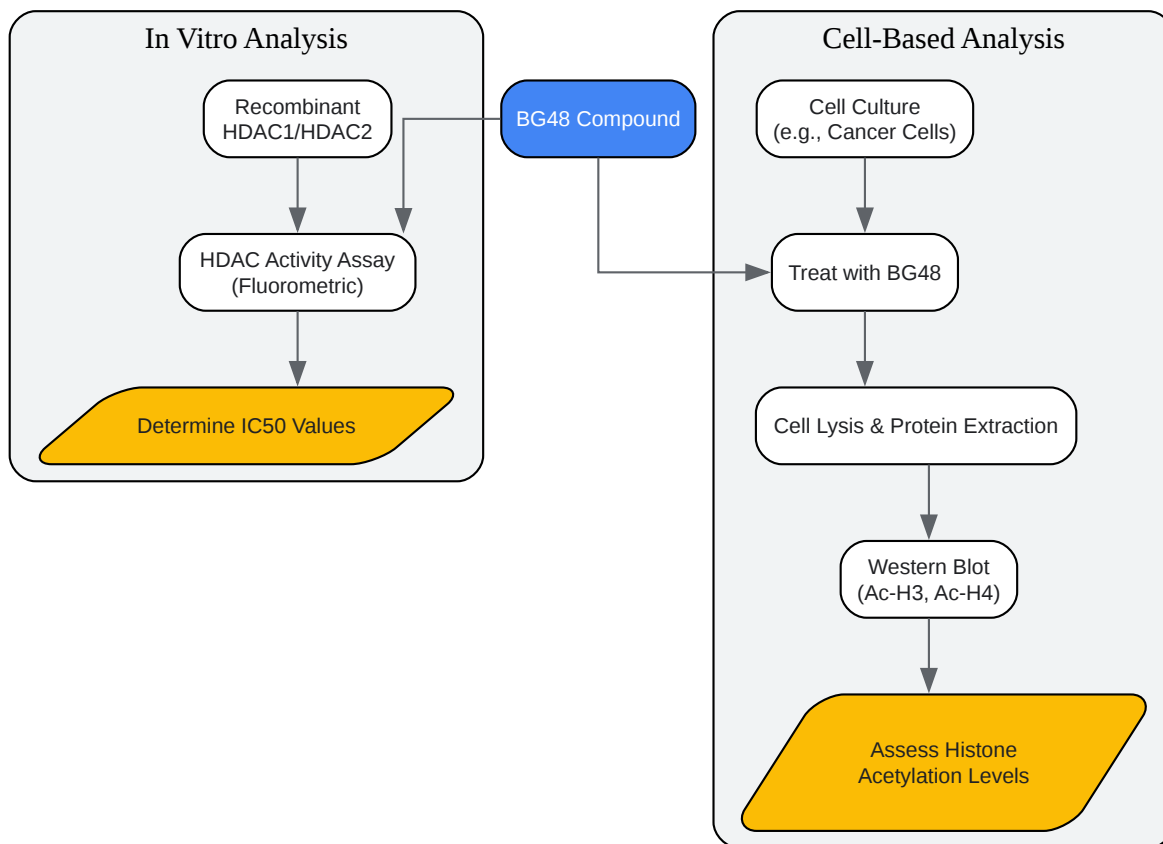 In Vitro Analysis
Recombinant
HDAC1/HDAC2
HDAC Activity Assay
(Fluorometric)
Determine IC50 Values
BG48 Compound
Cell-Based Analysis
Cell Culture
(e.g., Cancer Cells)
Treat with BG48
Cell Lysis & Protein Extraction
Western Blot
(Ac-H3, Ac-H4)
Assess Histone
Acetylation Levels